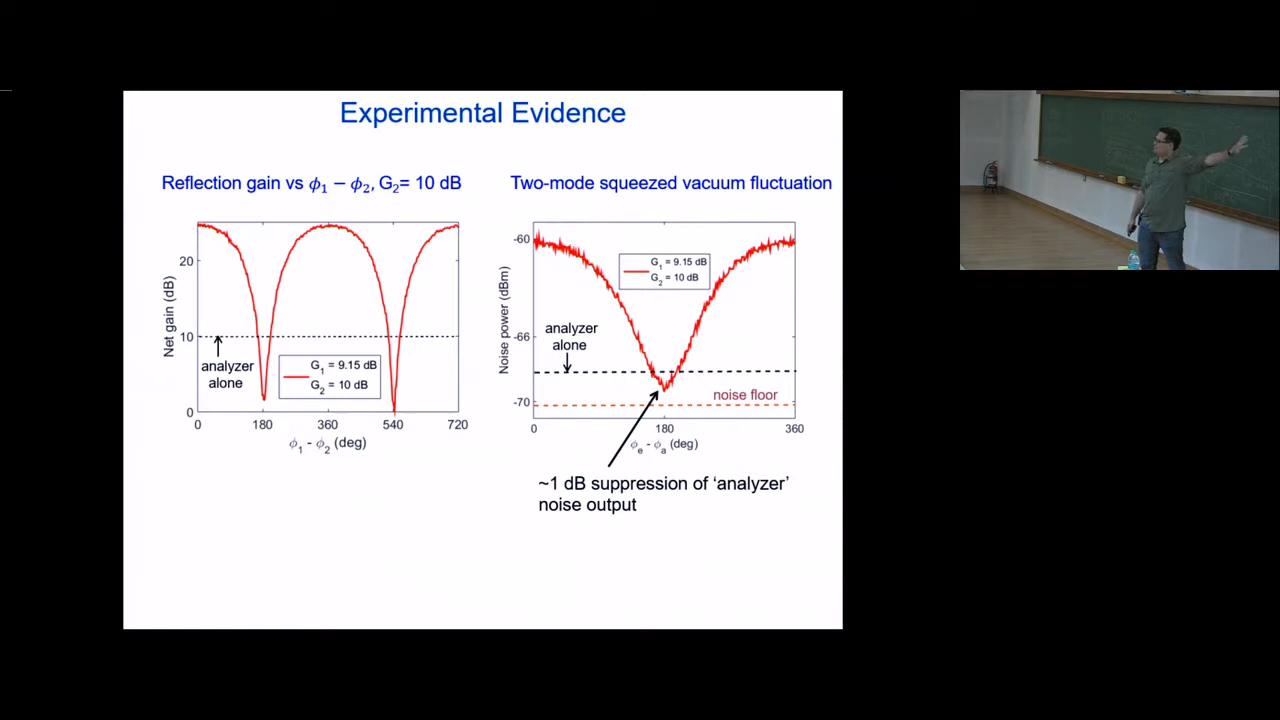 Experimental Evidence
Reflection gain vs ϕ₁ − ϕ₂, G₂= 10 dB
Net gain (dB)
20
10
0
analyzer
alone
G₁ = 9.15 dB
G₂ = 10 dB
0 180 360 540 720
ϕ₁ - ϕ₂ (deg)
Two-mode squeezed vacuum fluctuation
Noise power (dBm)
-60
-66
-70
G₁ = 9.15 dB
G₂ = 10 dB
analyzer
alone
noise floor
0 180 360
ϕₑ - ϕₐ (deg)
~1 dB suppression of ‘analyzer’
noise output